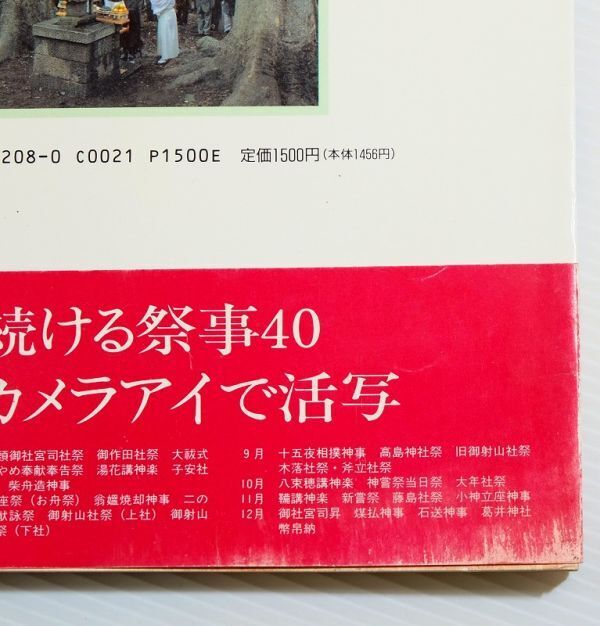 208-0 C0021 P1500E 定価1500円(本体1456円)
続ける祭事40
カメラアイで活写
頭御社宮司社祭 御作田社祭 大祓式
やめ奉献奉告祭 湯花講神楽 子安社
柴舟造神事
座祭(お舟祭) 翁媼焼却神事 二の
献詠祭 御射山社祭(上社) 御射山
祭(下社)
9月 十五夜相撲神事 高島神社祭 旧御射山社祭
木落社祭・斧立社祭
10月 八束穂講神楽 神嘗祭当日祭 大年社祭
11月 鞴講神楽 新嘗祭 藤島社祭 小神立座神事
12月 御社宮司昇 煤払神事 石送神事 葛井神社
幣帛納